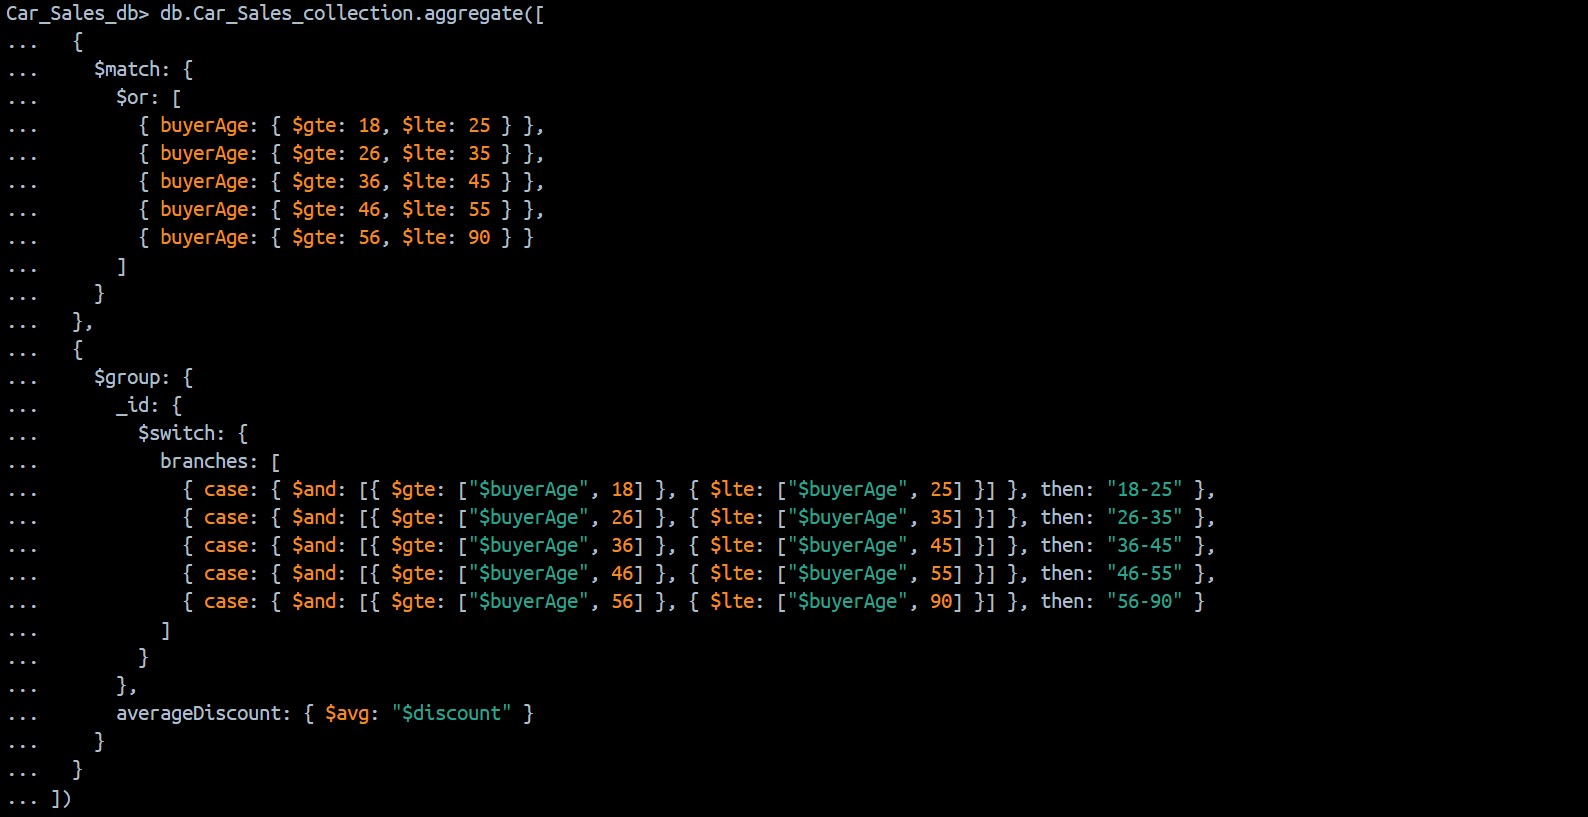 Car_Sales_db> db.Car_Sales_collection.aggregate([
...   {
...     $match: {
...       $or: [
...         { buyerAge: { $gte: 18, $lte: 25 } },
...         { buyerAge: { $gte: 26, $lte: 35 } },
...         { buyerAge: { $gte: 36, $lte: 45 } },
...         { buyerAge: { $gte: 46, $lte: 55 } },
...         { buyerAge: { $gte: 56, $lte: 90 } }
...       ]
...     }
...   },
...   {
...     $group: {
...       _id: {
...         $switch: {
...           branches: [
...             { case: { $and: [{ $gte: ["$buyerAge", 18] }, { $lte: ["$buyerAge", 25] }] }, then: "18-25" },
...             { case: { $and: [{ $gte: ["$buyerAge", 26] }, { $lte: ["$buyerAge", 35] }] }, then: "26-35" },
...             { case: { $and: [{ $gte: ["$buyerAge", 36] }, { $lte: ["$buyerAge", 45] }] }, then: "36-45" },
...             { case: { $and: [{ $gte: ["$buyerAge", 46] }, { $lte: ["$buyerAge", 55] }] }, then: "46-55" },
...             { case: { $and: [{ $gte: ["$buyerAge", 56] }, { $lte: ["$buyerAge", 90] }] }, then: "56-90" }
...           ]
...         }
...       },
...       averageDiscount: { $avg: "$discount" }
...     }
...   }
... ])